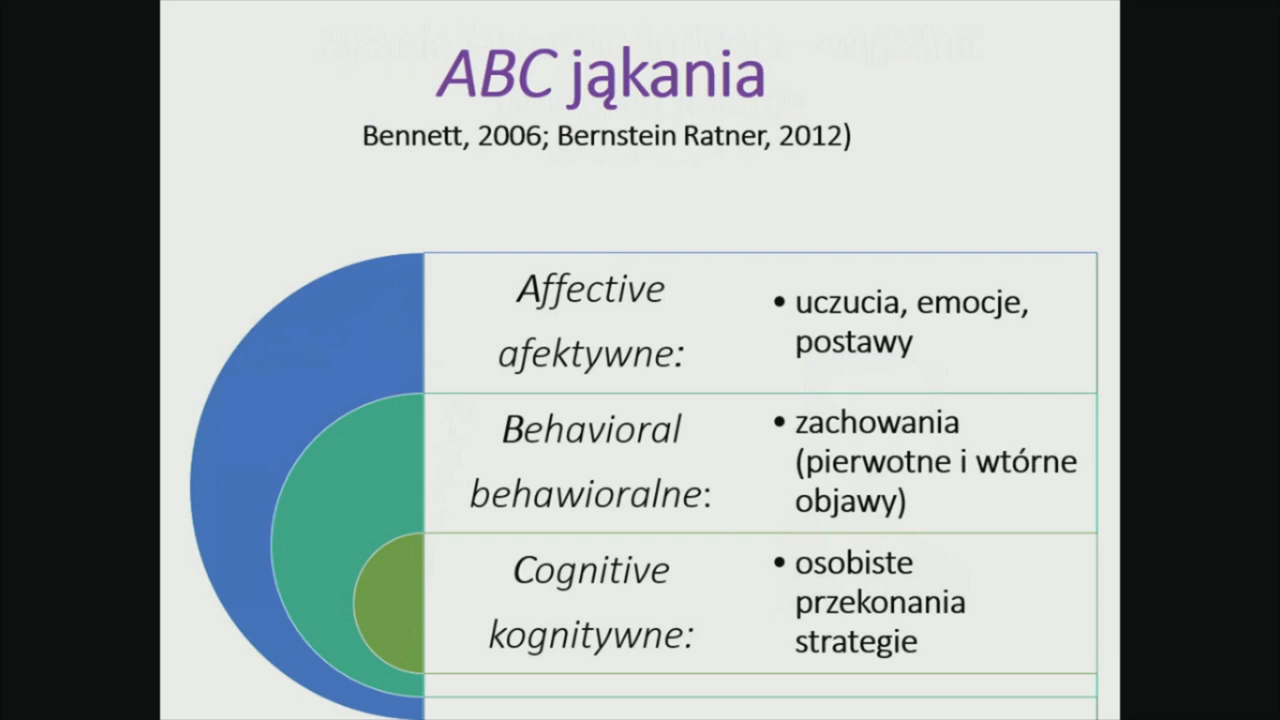 ABC jąkania
Bennett, 2006; Bernstein Ratner, 2012)
Affective
afektywne:
• uczucia, emocje,
postawy
Behavioral
behawioralne:
• zachowania
(pierwotne i wtórne
objawy)
Cognitive
kognitywne:
• osobiste
przekonania
strategie